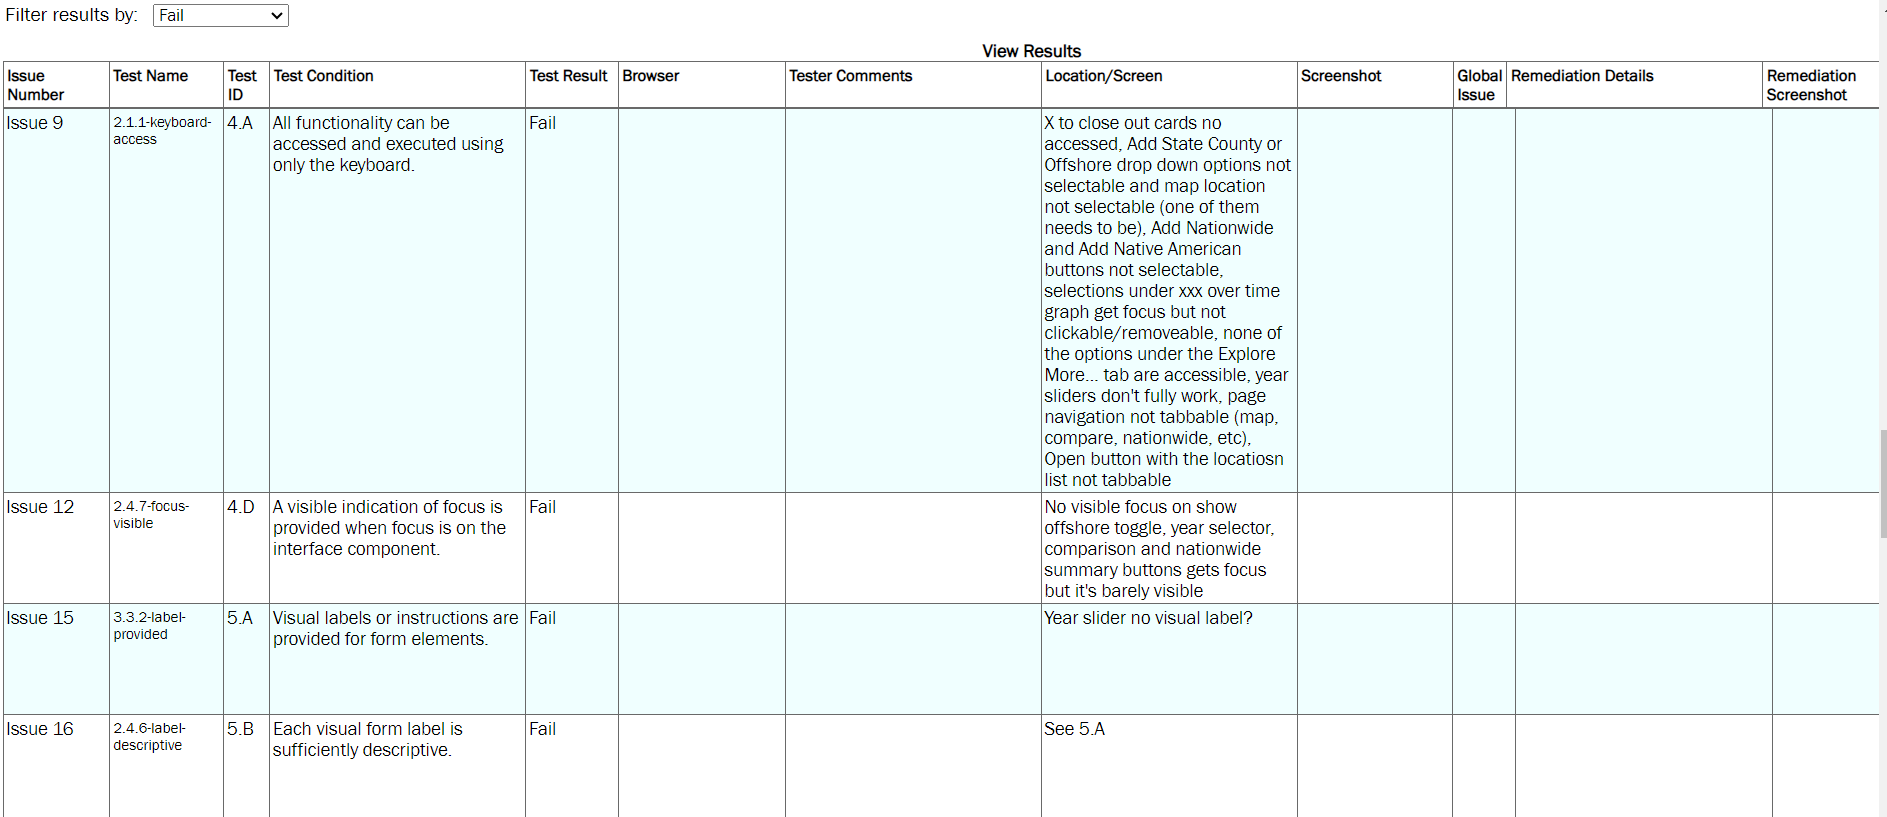 Filter results by: Fail
View Results
Issue Number Test Name Test ID Test Condition Test Result Browser Tester Comments Location/Screen Screenshot Global Issue Remediation Details Remediation Screenshot
Issue 9
2.1.1-keyboard-
access
4.A
All functionality can be
accessed and executed using
only the keyboard.
Fail
X to close out cards no
accessed, Add State County or
Offshore drop down options not
selectable and map location
not selectable (one of them
needs to be), Add Nationwide
and Add Native American
buttons not selectable,
selections under xxx over time
graph get focus but not
clickable/removeable, none of
the options under the Explore
More... tab are accessible, year
sliders don't fully work, page
navigation not tabbable (map,
compare, nationwide, etc),
Open button with the locatiosn
list not tabbable
Issue 12
2.4.7-focus-
visible
4.D
A visible indication of focus is
provided when focus is on the
interface component.
Fail
No visible focus on show
offshore toggle, year selector,
comparison and nationwide
summary buttons gets focus
but it's barely visible
Issue 15
3.3.2-label-
provided
5.A
Visual labels or instructions are
provided for form elements.
Fail
Year slider no visual label?
Issue 16
2.4.6-label-
descriptive
5.B
Each visual form label is
sufficiently descriptive.
Fail
See 5.A